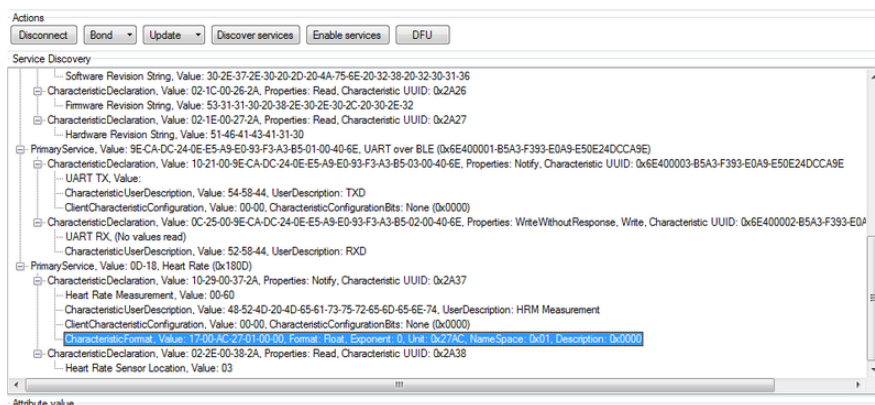 Actions
Disconnect Bond Update Discover services Enable services DFU
Service Discovery
Software Revision String, Value: 30-2E-37-2E-30-20-2D-20-4A-75-6E-20-32-38-20-32-30-31-36
CharacteristicDeclaration, Value: 02-1C-00-26-2A, Properties: Read, Characteristic UUID: 0x2A26
Firmware Revision String, Value: 53-31-31-30-20-38-2E-30-2E-30-2C-20-30-2E-32
CharacteristicDeclaration, Value: 02-1E-00-27-2A, Properties: Read, Characteristic UUID: 0x2A27
Hardware Revision String, Value: 51-46-41-43-41-31-30
PrimaryService, Value: 9E-CA-DC-24-0E-E5-A9-E0-93-F3-A3-B5-01-00-40-6E, UART over BLE (0x6E400001-B5A3-F393-E0A9-E50E24DCCA9E)
CharacteristicDeclaration, Value: 10-21-00-9E-CA-DC-24-0E-E5-A9-E0-93-F3-A3-B5-03-00-40-6E, Properties: Notify, Characteristic UUID: 0x6E400003-B5A3-F393-E0A9-E50E24DCCA9E
UART TX, Value:
CharacteristicUserDescription, Value: 54-58-44, UserDescription: TXD
ClientCharacteristicConfiguration, Value: 00-00, CharacteristicConfigurationBits: None (0x0000)
CharacteristicDeclaration, Value: 0C-25-00-9E-CA-DC-24-0E-E5-A9-E0-93-F3-A3-B5-02-00-40-6E, Properties: WriteWithoutResponse, Write, Characteristic UUID: 0x6E400002-B5A3-F393-E0A
UART RX, (No values read)
CharacteristicUserDescription, Value: 52-58-44, UserDescription: RXD
PrimaryService, Value: 0D-18, Heart Rate (0x180D)
CharacteristicDeclaration, Value: 10-29-00-37-2A, Properties: Notify, Characteristic UUID: 0x2A37
Heart Rate Measurement, Value: 00-60
CharacteristicUserDescription, Value: 48-52-4D-20-4D-65-61-73-75-72-65-6D-65-6E-74, UserDescription: HRM Measurement
ClientCharacteristicConfiguration, Value: 00-00, CharacteristicConfigurationBits: None (0x0000)
CharacteristicFormat, Value: 17-00-AC-27-01-00-00, Format: Float, Exponent: 0, Unit: 0x27AC, NameSpace: 0x01, Description: 0x0000
CharacteristicDeclaration, Value: 02-2E-00-38-2A, Properties: Read, Characteristic UUID: 0x2A38
Heart Rate Sensor Location, Value: 03
Attribute value